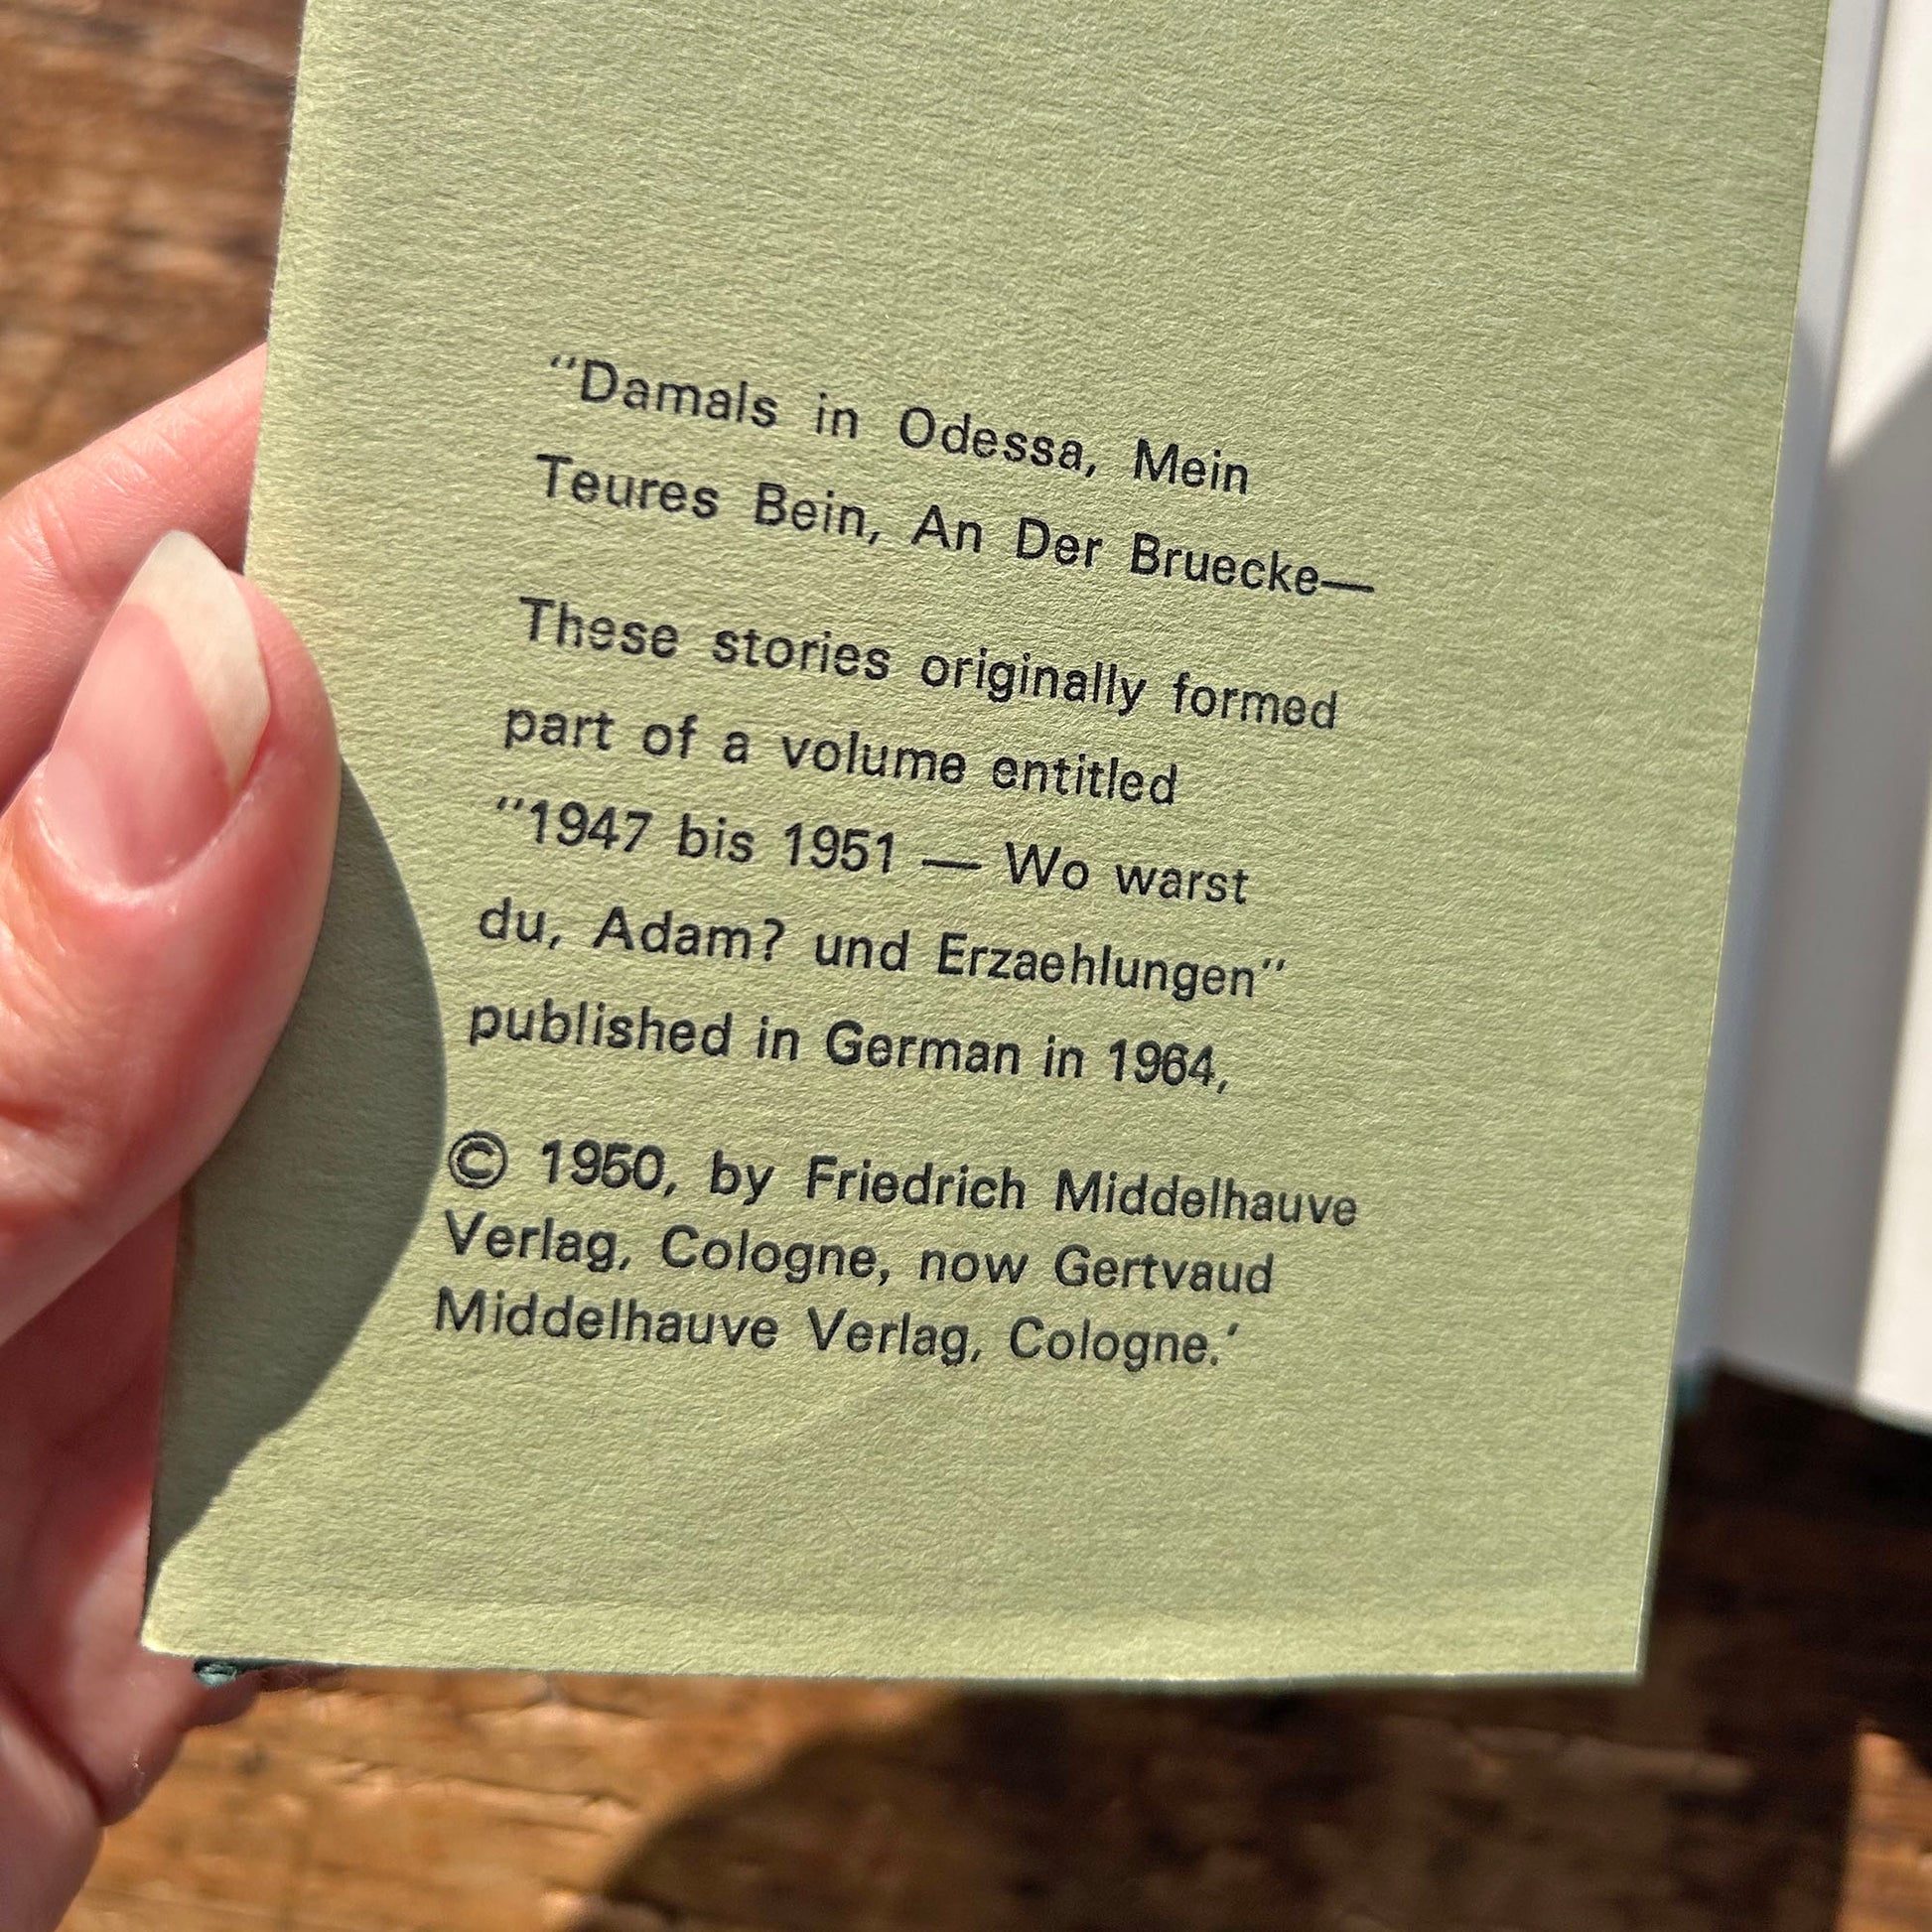 "Damals in Odessa, Mein
Teures Bein, An Der Bruecke—
These stories originally formed
part of a volume entitled
"1947 bis 1951 — Wo warst
du, Adam? und Erzaehlungen"
published in German in 1964,
© 1950, by Friedrich Middelhauve
Verlag, Cologne, now Gertvaud
Middelhauve Verlag, Cologne.'